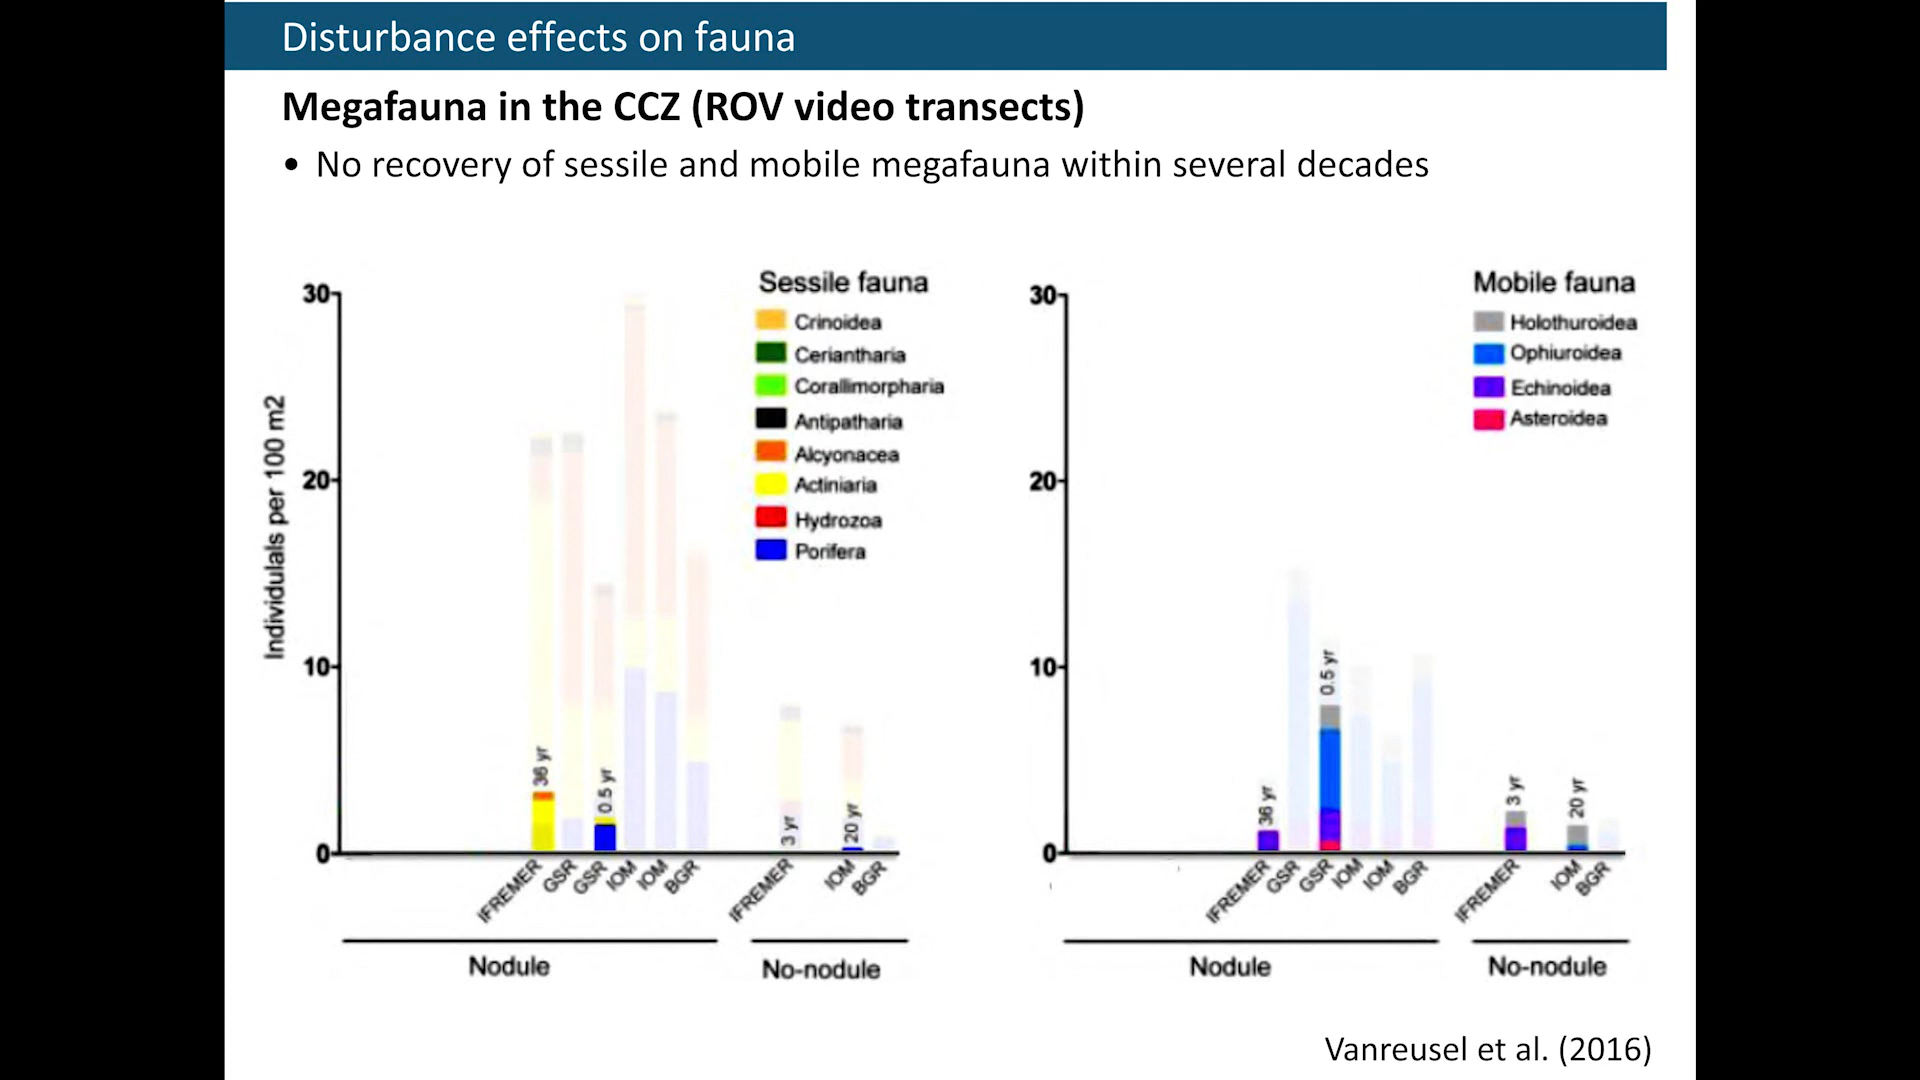 Disturbance effects on fauna
Megafauna in the CCZ (ROV video transects)
• No recovery of sessile and mobile megafauna within several decades
Individulals per 100 m2
30
20
10
0
Sessile fauna
Crinoidea
Ceriantharia
Corallimorpharia
Antipatharia
Alcyonacea
Actiniaria
Hydrozoa
Porifera
36 yr
0.5 yr
3 yr
20 yr
IFREMER
GSR
GSR
IOM
IOM
BGR
IFREMER
IOM
BGR
Nodule
No-nodule
30
20
10
0
Mobile fauna
Holothuroidea
Ophiuroidea
Echinoidea
Asteroidea
36 yr
0.5 yr
3 yr
20 yr
IFREMER
GSR
GSR
IOM
IOM
BGR
IFREMER
IOM
BGR
Nodule
No-nodule
Vanreusel et al. (2016)